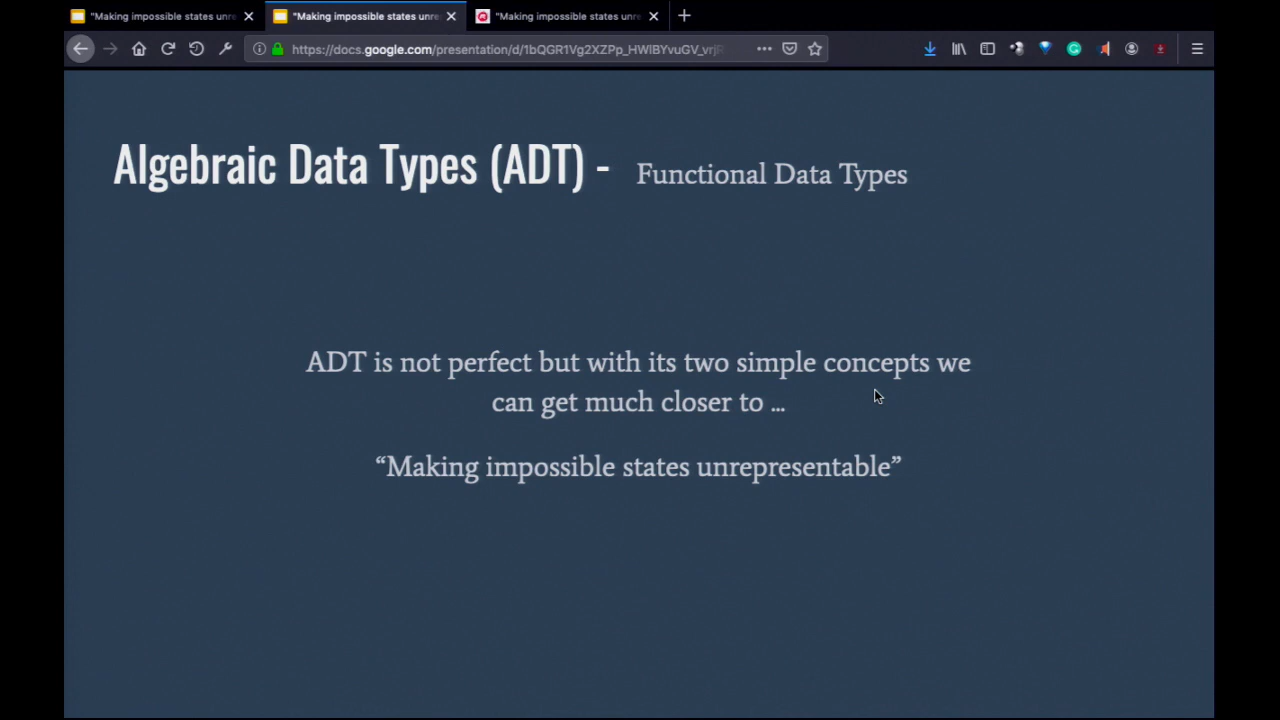 "Making impossible states unre
"Making impossible states unre
"Making impossible states unre
https://docs.google.com/presentation/d/1bQGR1Vg2XZPp_HWIBYvuGV_vrjR
Algebraic Data Types (ADT) - Functional Data Types
ADT is not perfect but with its two simple concepts we
can get much closer to ...
“Making impossible states unrepresentable”